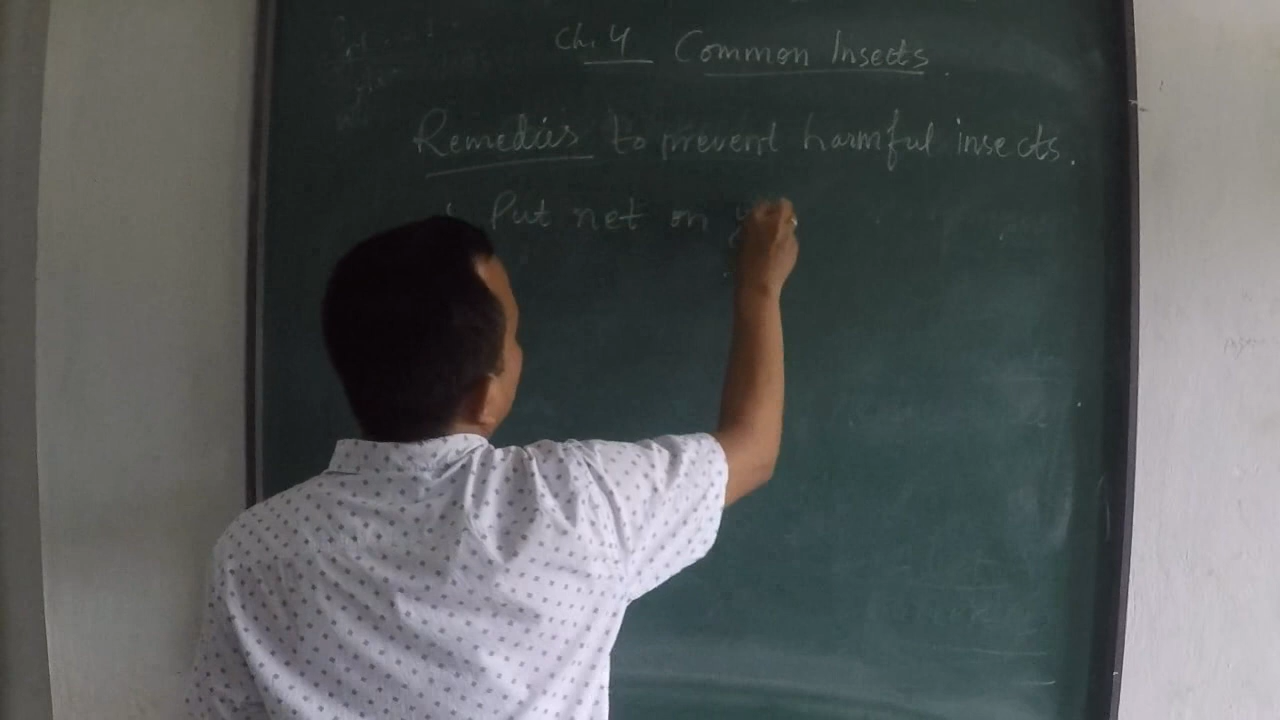 Ch. 4 Common Insects
Remedies to prevent harmful insects.
Put net on